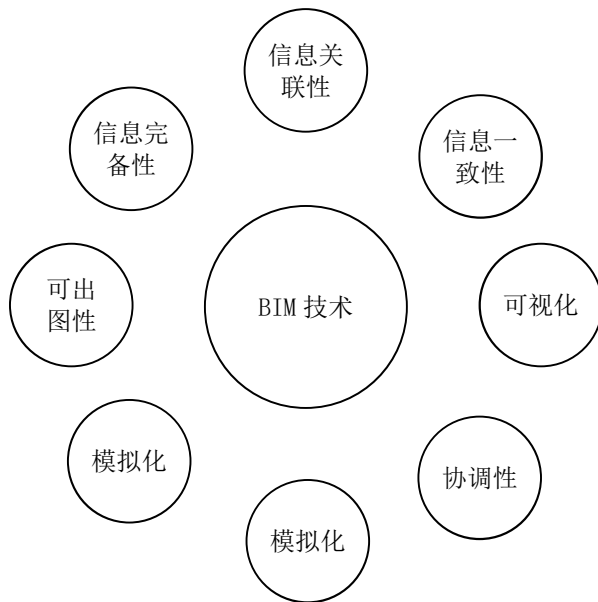 信息关
联性
信息完
备性
信息一
致性
可出
图性
BIM 技术
可视化
模拟化
协调性
模拟化